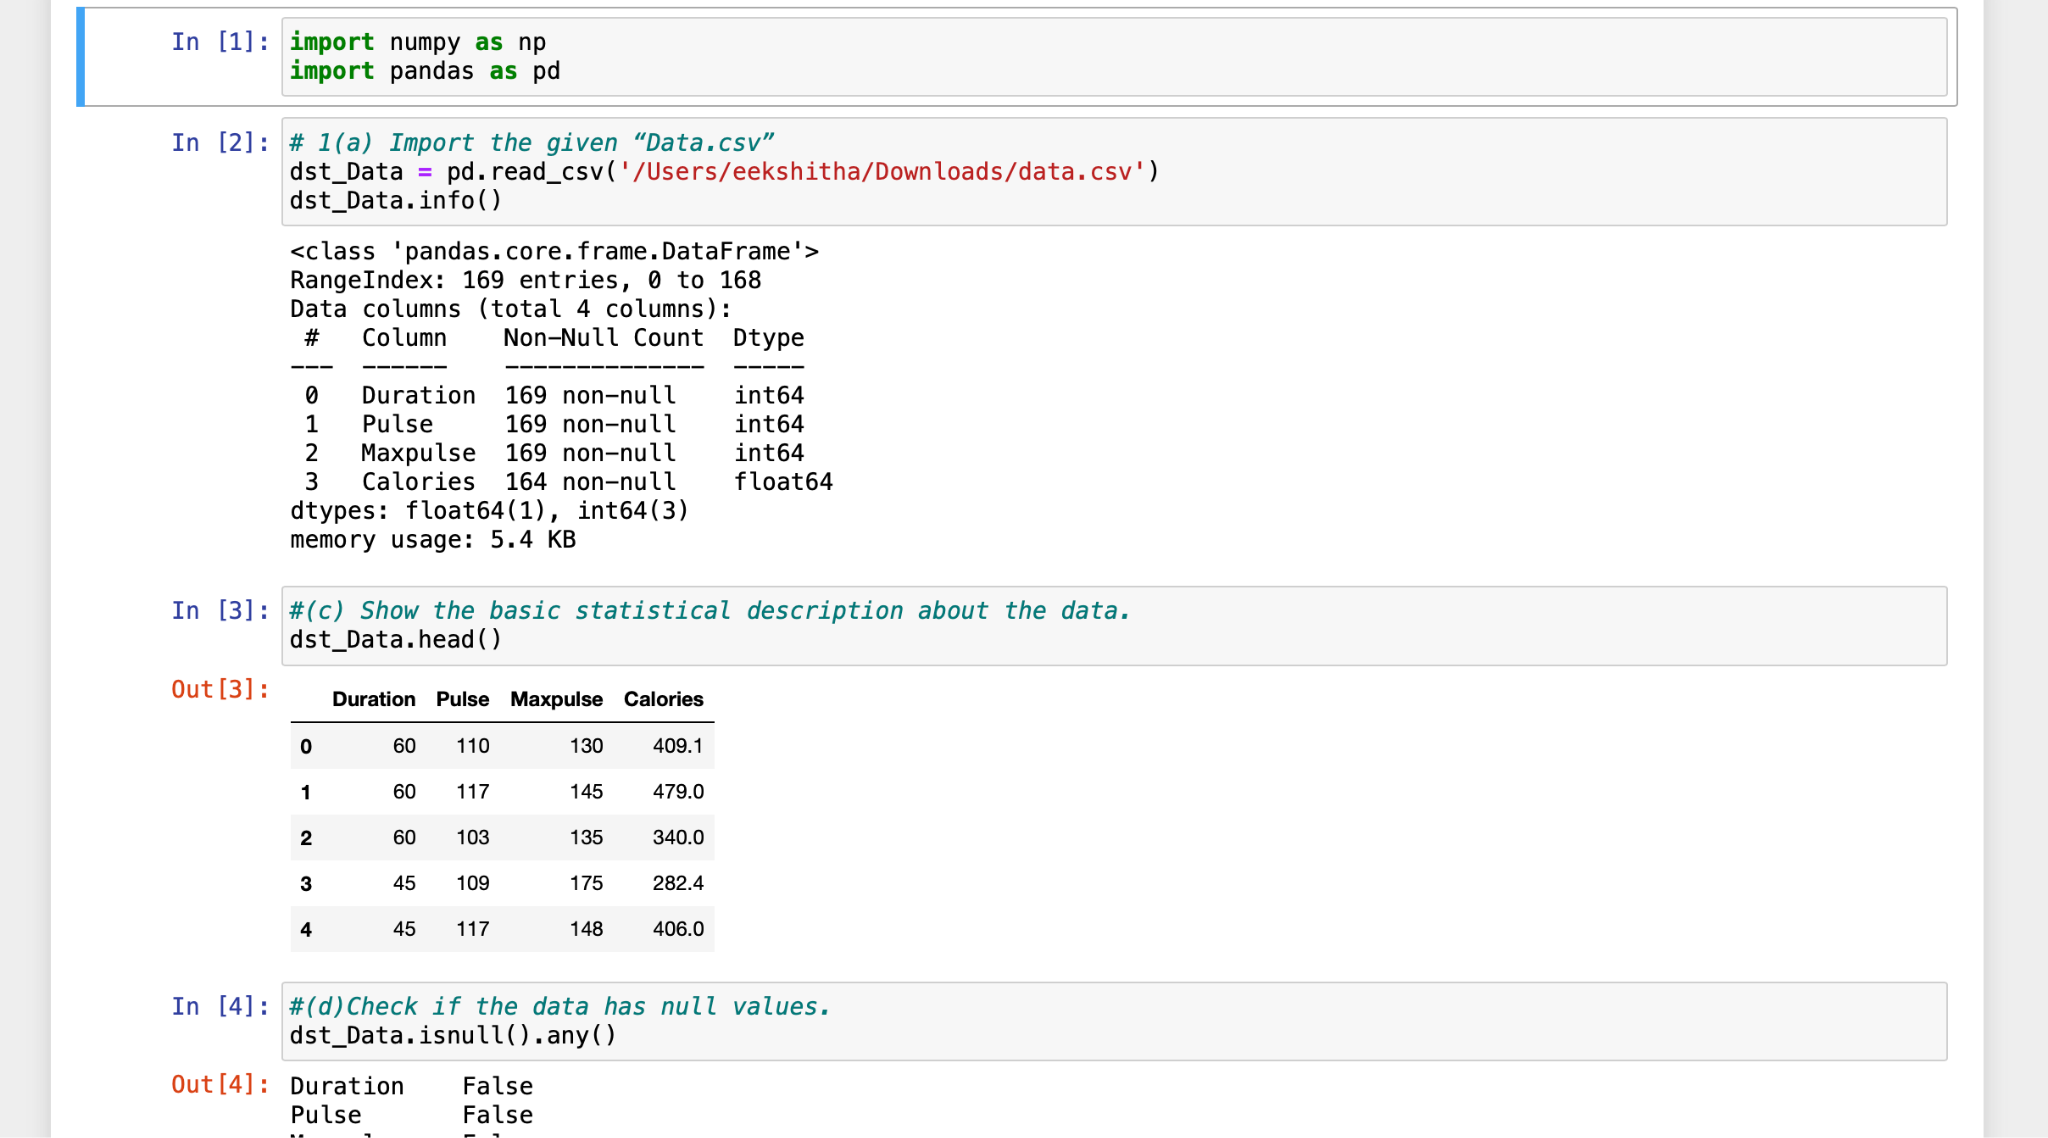 In [1]: import numpy as np
import pandas as pd
In [2]: # 1(a) Import the given “Data.csv”
dst_Data = pd.read_csv('/Users/eekshitha/Downloads/data.csv')
dst_Data.info()
<class 'pandas.core.frame.DataFrame'>
RangeIndex: 169 entries, 0 to 168
Data columns (total 4 columns):
#   Column    Non-Null Count  Dtype
---  ------    --------------  -----
0   Duration  169 non-null    int64
1   Pulse     169 non-null    int64
2   Maxpulse  169 non-null    int64
3   Calories  164 non-null    float64
dtypes: float64(1), int64(3)
memory usage: 5.4 KB
In [3]: #(c) Show the basic statistical description about the data.
dst_Data.head()
Out[3]:
Duration Pulse Maxpulse Calories
0 60 110 130 409.1
1 60 117 145 479.0
2 60 103 135 340.0
3 45 109 175 282.4
4 45 117 148 406.0
In [4]: #(d)Check if the data has null values.
dst_Data.isnull().any()
Out[4]: Duration    False
Pulse       False